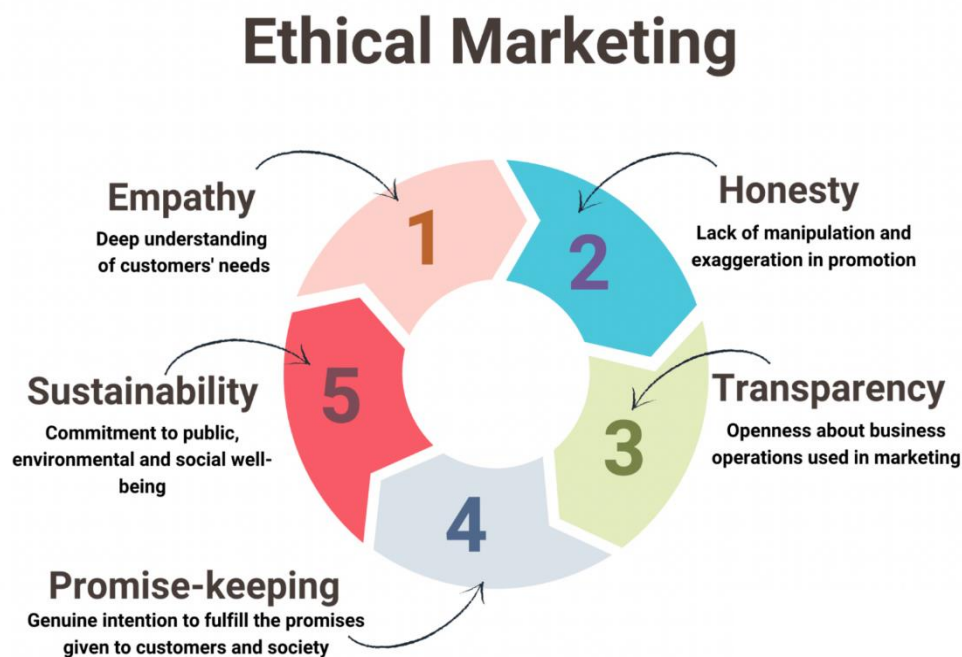 Ethical Marketing
Empathy
Deep understanding
of customers' needs
1
2
Honesty
Lack of manipulation and
exaggeration in promotion
Sustainability
Commitment to public,
environmental and social well-
being
5
3
Transparency
Openness about business
operations used in marketing
4
Promise-keeping
Genuine intention to fulfill the promises
given to customers and society